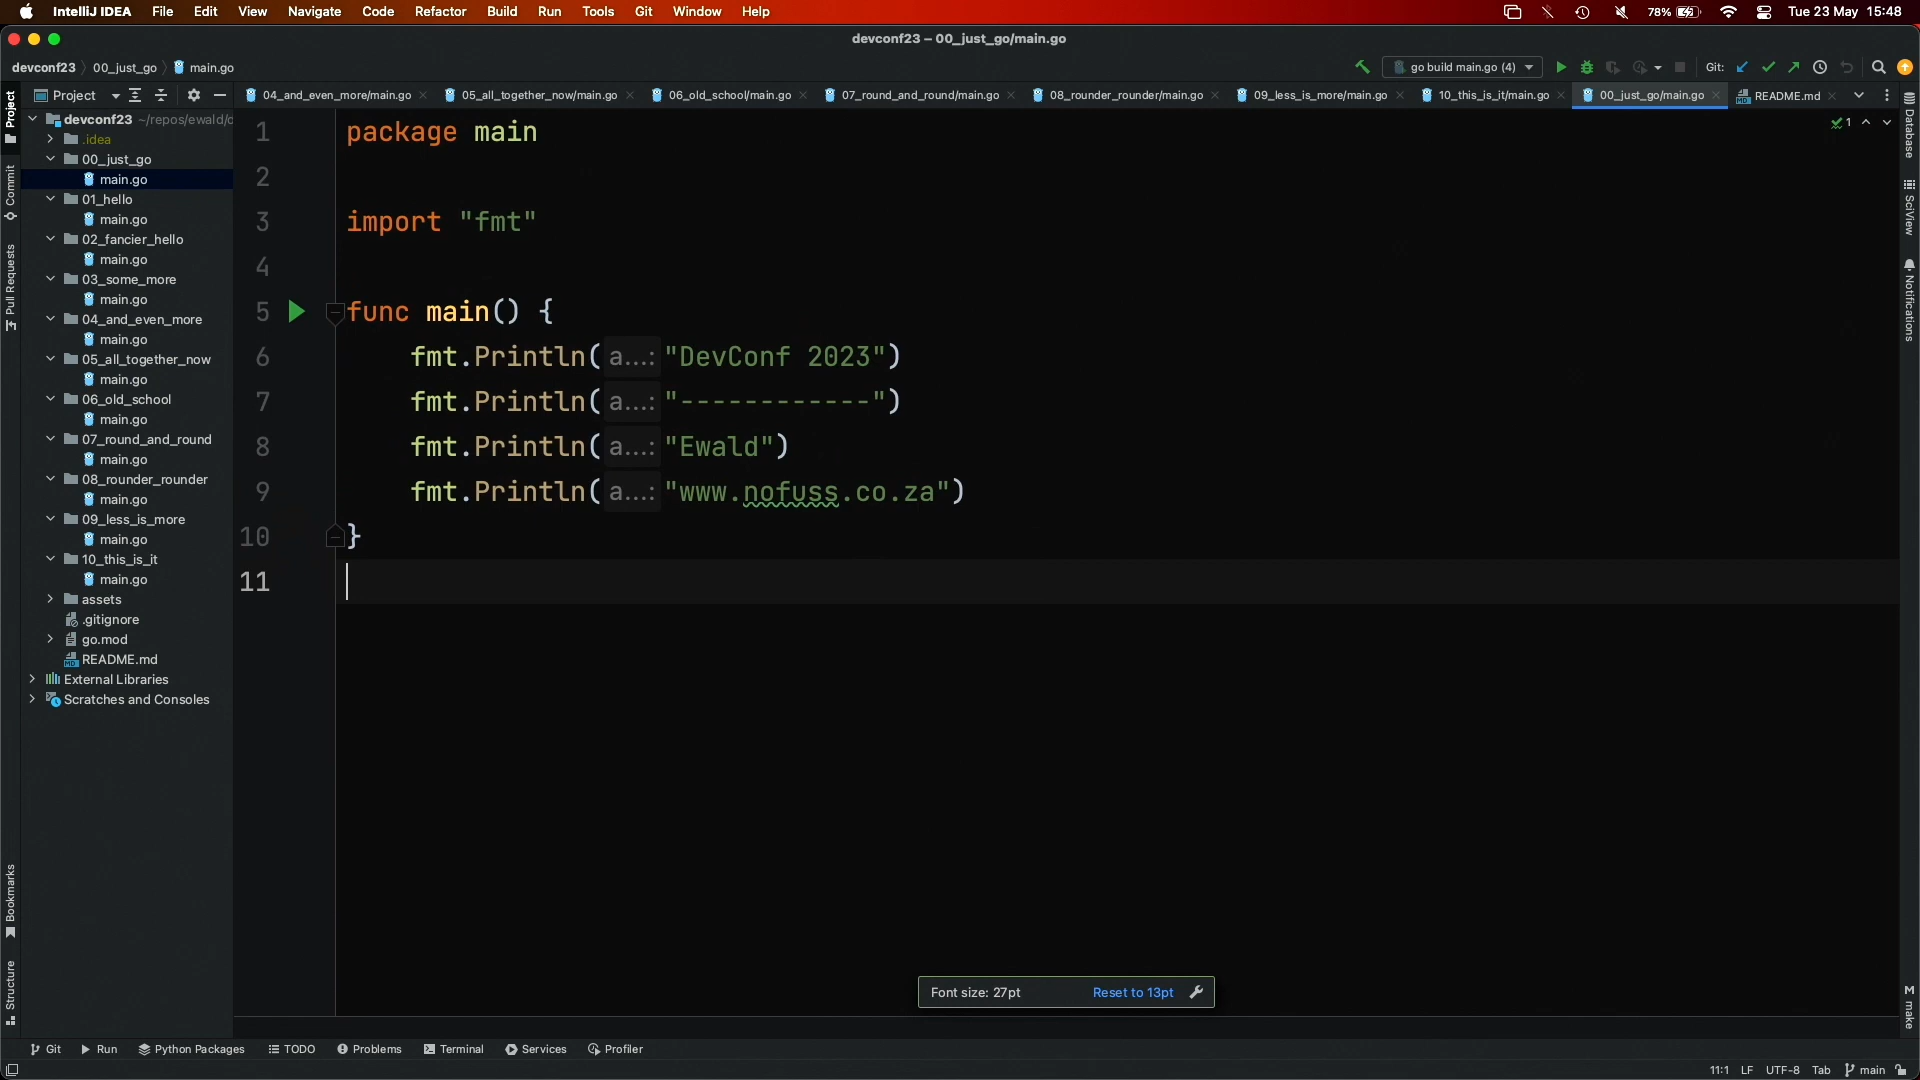 IntelliJ IDEA File Edit View Navigate Code Refactor Build Run Tools Git Window Help 78% Tue 23 May 15:48
devconf23 – 00_just_go/main.go
devconf23 00_just_go main.go go build main.go (4) Git:
Project 04_and_even_more/main.go 05_all_together_now/main.go 06_old_school/main.go 07_round_and_round/main.go 08_rounder_rounder/main.go 09_less_is_more/main.go 10_this_is_it/main.go 00_just_go/main.go README.md
devconf23 ~/repos/ewald/d
.idea
00_just_go
main.go
01_hello
main.go
02_fancier_hello
main.go
03_some_more
main.go
04_and_even_more
main.go
05_all_together_now
main.go
06_old_school
main.go
07_round_and_round
main.go
08_rounder_rounder
main.go
09_less_is_more
main.go
10_this_is_it
main.go
assets
.gitignore
go.mod
README.md
External Libraries
Scratches and Consoles
Project
Commit
Pull Requests
Bookmarks
Structure
1 package main
2
3 import "fmt"
4
5 func main() {
6 fmt.Println( a...: "DevConf 2023")
7 fmt.Println( a...: "------------")
8 fmt.Println( a...: "Ewald")
9 fmt.Println( a...: "www.nofuss.co.za")
10 }
11
1
Database
SciView
Notifications
M make
Font size: 27pt Reset to 13pt
Git Run Python Packages TODO Problems Terminal Services Profiler
11:1 LF UTF-8 Tab main